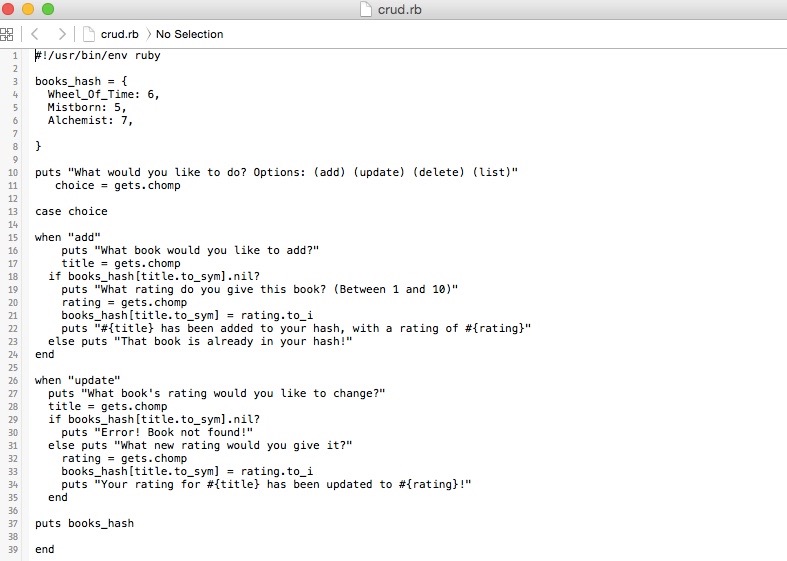 crud.rb
crud.rb No Selection
1 #!/usr/bin/env ruby
2
3 books_hash = {
4   Wheel_Of_Time: 6,
5   Mistborn: 5,
6   Alchemist: 7,
7
8 }
9
10 puts "What would you like to do? Options: (add) (update) (delete) (list)"
11    choice = gets.chomp
12
13 case choice
14
15 when "add"
16     puts "What book would you like to add?"
17     title = gets.chomp
18   if books_hash[title.to_sym].nil?
19     puts "What rating do you give this book? (Between 1 and 10)"
20     rating = gets.chomp
21     books_hash[title.to_sym] = rating.to_i
22     puts "#{title} has been added to your hash, with a rating of #{rating}"
23   else puts "That book is already in your hash!"
24 end
25
26 when "update"
27   puts "What book's rating would you like to change?"
28   title = gets.chomp
29   if books_hash[title.to_sym].nil?
30     puts "Error! Book not found!"
31   else puts "What new rating would you give it?"
32     rating = gets.chomp
33     books_hash[title.to_sym] = rating.to_i
34     puts "Your rating for #{title} has been updated to #{rating}!"
35   end
36
37 puts books_hash
38
39 end